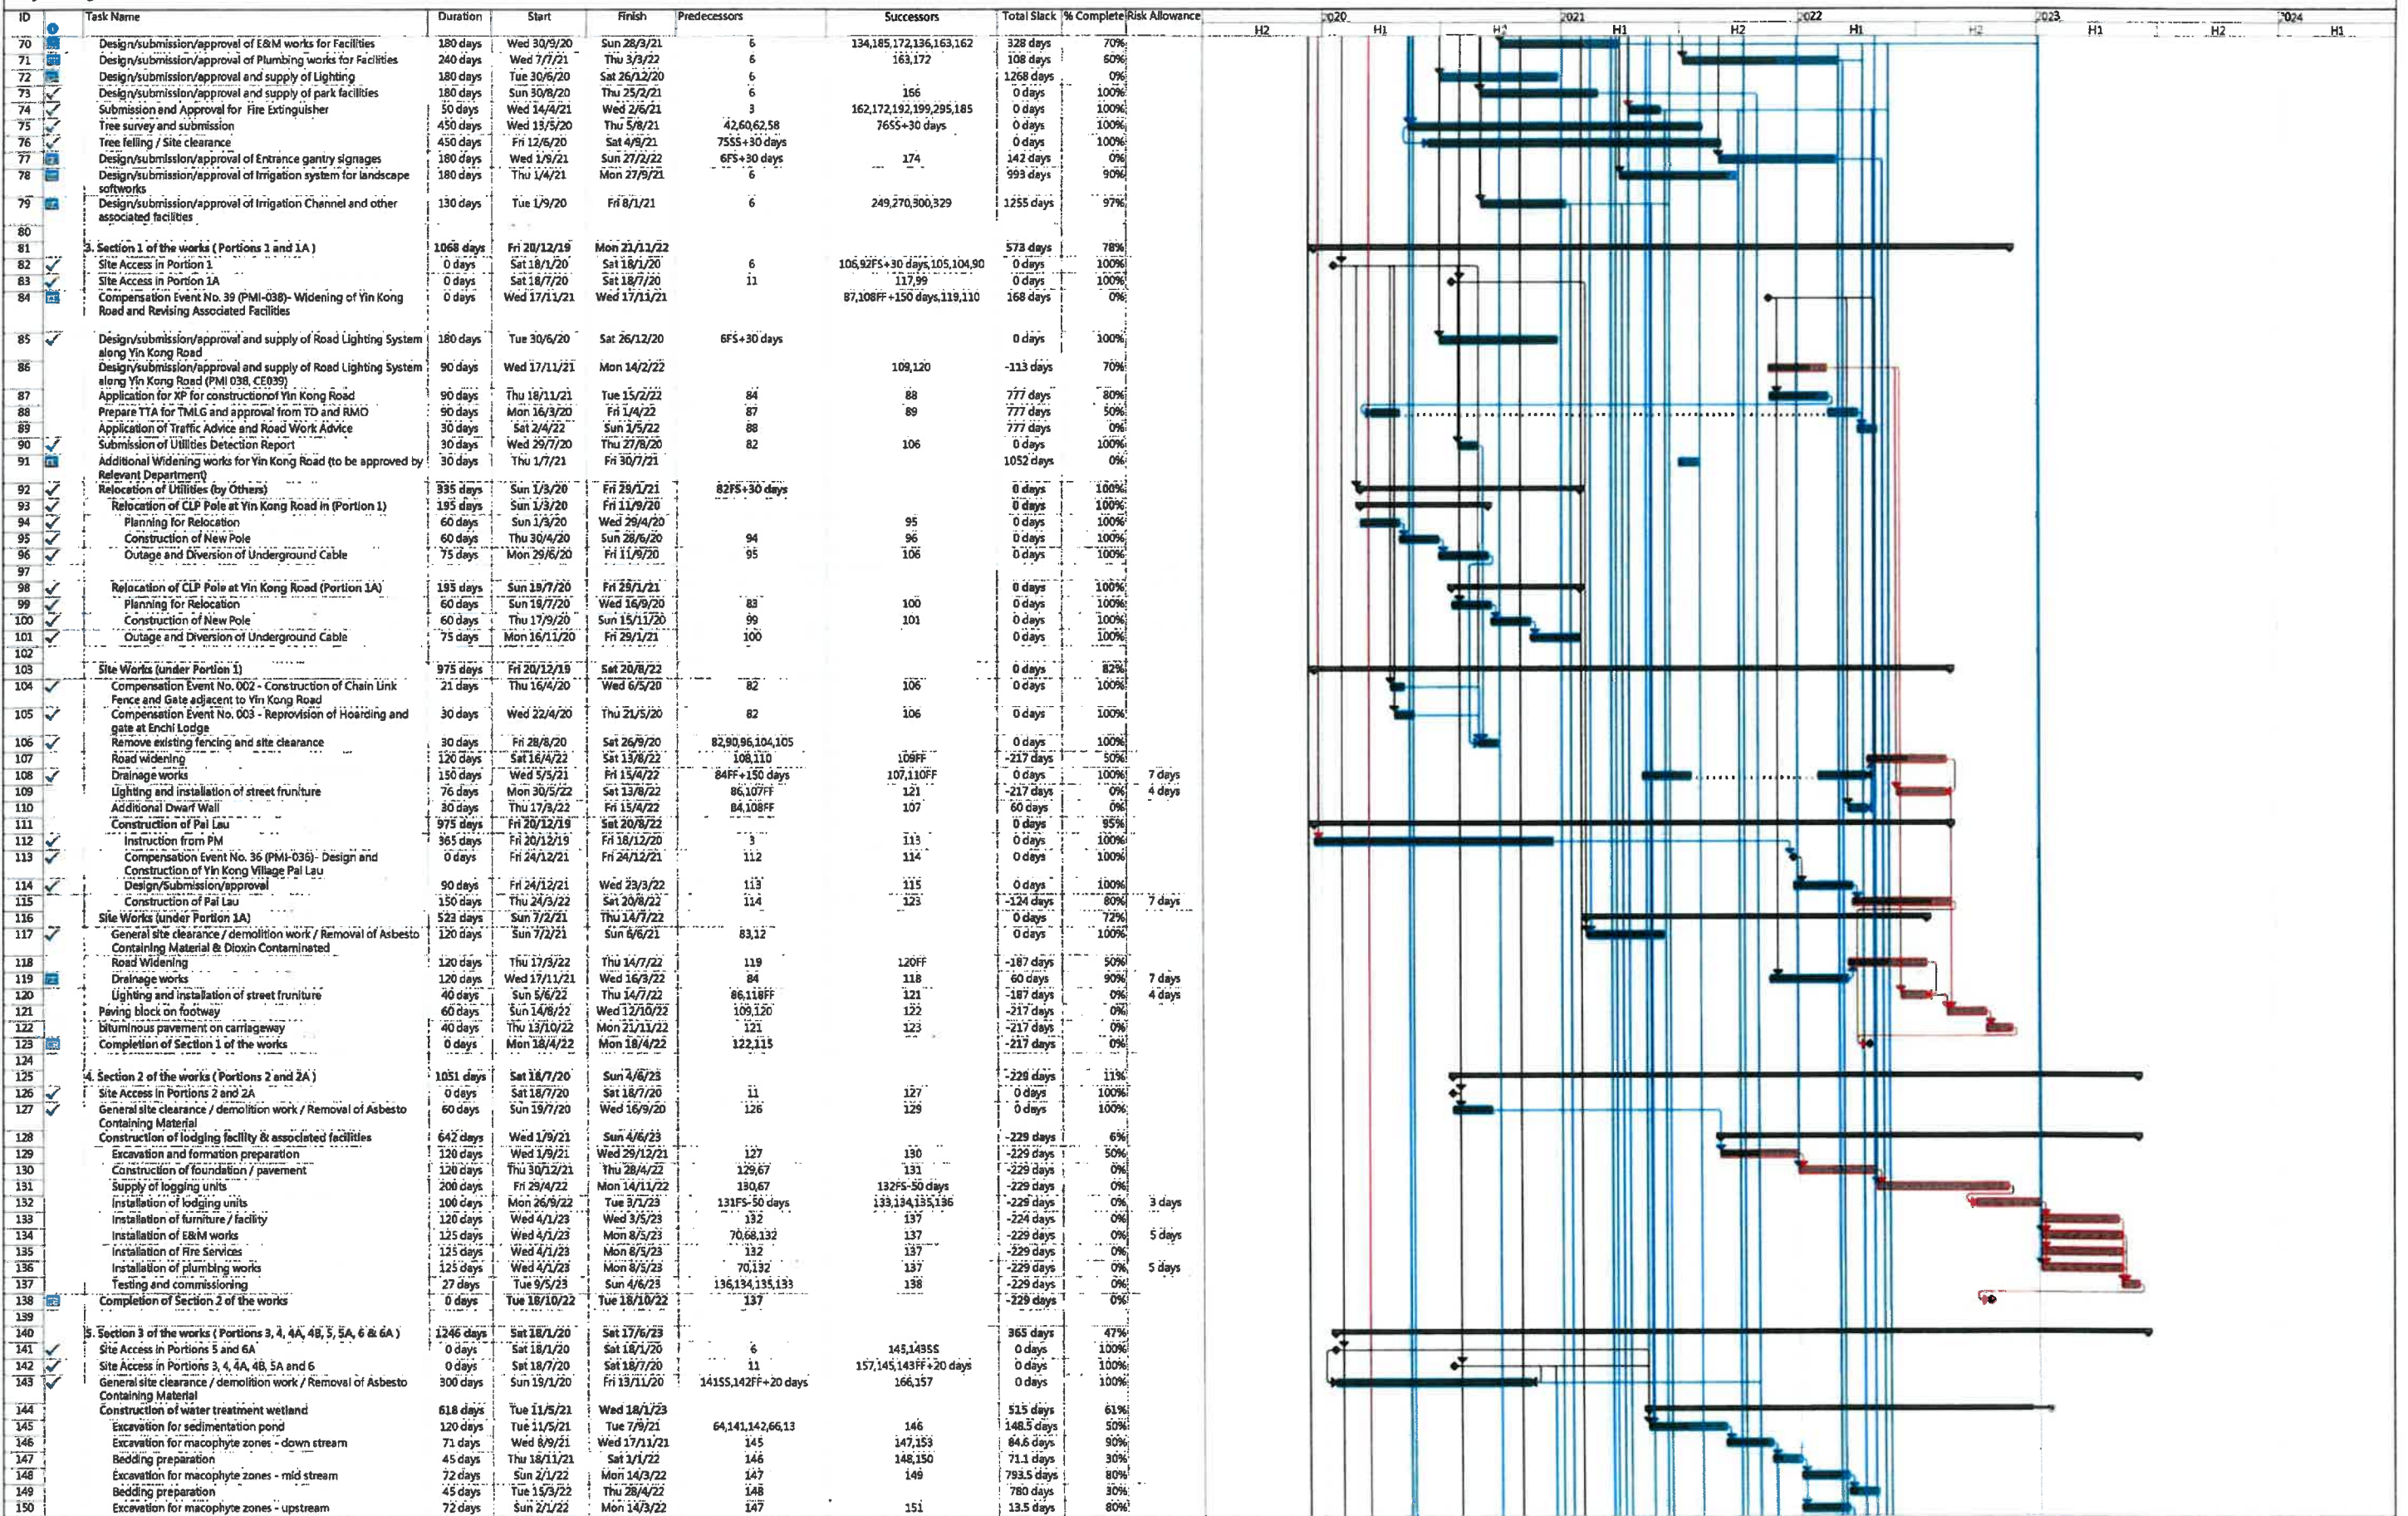 ID Task Name Duration Start Finish Predecessors Successors Total Slack % Complete Risk Allowance 2020 2021 2022 2023 2024
H2 H1 H2 H1 H2 H1 H2 H1 H2 H1
70 Design/submission/approval of E&M works for Facilities 180 days Wed 30/9/20 Sun 28/3/21 6 134,185,172,136,163,162 328 days 70%
71 Design/submission/approval of Plumbing works for Facilities 240 days Wed 7/7/21 Thu 3/3/22 6 163,172 108 days 60%
72 Design/submission/approval and supply of Lighting 180 days Tue 30/6/20 Sat 26/12/20 6 1268 days 0%
73 Design/submission/approval and supply of park facilities 180 days Sun 30/8/20 Thu 25/2/21 6 166 0 days 100%
74 Submission and Approval for Fire Extinguisher 50 days Wed 14/4/21 Wed 2/6/21 3 162,172,192,199,295,185 0 days 100%
75 Tree survey and submission 450 days Wed 13/5/20 Thu 5/8/21 42,60,62,58 76SS+30 days 0 days 100%
76 Tree felling / Site clearance 450 days Fri 12/6/20 Sat 4/9/21 75SS+30 days 0 days 100%
77 Design/submission/approval of Entrance gantry signages 180 days Wed 1/9/21 Sun 27/2/22 6FS+30 days 174 142 days 0%
78 Design/submission/approval of Irrigation system for landscape 180 days Thu 1/4/21 Mon 27/9/21 6 993 days 90%
softworks
79 Design/submission/approval of Irrigation Channel and other 130 days Tue 1/9/20 Fri 8/1/21 6 249,270,300,329 1255 days 97%
associated facilities
80
81 3. Section 1 of the works ( Portions 1 and 1A ) 1068 days Fri 20/12/19 Mon 21/11/22 573 days 78%
82 Site Access in Portion 1 0 days Sat 18/1/20 Sat 18/1/20 6 106,92FS+30 days,105,104,90 0 days 100%
83 Site Access in Portion 1A 0 days Sat 18/7/20 Sat 18/7/20 11 117,99 0 days 100%
84 Compensation Event No. 39 (PMI-038)- Widening of Yin Kong 0 days Wed 17/11/21 Wed 17/11/21 87,108FF+150 days,119,110 168 days 0%
Road and Revising Associated Facilities
85 Design/submission/approval and supply of Road Lighting System 180 days Tue 30/6/20 Sat 26/12/20 6FS+30 days 0 days 100%
along Yin Kong Road
86 Design/submission/approval and supply of Road Lighting System 90 days Wed 17/11/21 Mon 14/2/22 109,120 -113 days 70%
along Yin Kong Road (PMI 038, CE039)
87 Application for XP for constructionof Yin Kong Road 90 days Thu 18/11/21 Tue 15/2/22 84 88 777 days 80%
88 Prepare TTA for TMLG and approval from TD and RMO 90 days Mon 16/3/20 Fri 1/4/22 87 89 777 days 50%
89 Application of Traffic Advice and Road Work Advice 30 days Sat 2/4/22 Sun 1/5/22 88 777 days 0%
90 Submission of Utilities Detection Report 30 days Wed 29/7/20 Thu 27/8/20 82 106 0 days 100%
91 Additional Widening works for Yin Kong Road (to be approved by 30 days Thu 1/7/21 Fri 30/7/21 1052 days 0%
Relevant Department)
92 Relocation of Utilities (by Others) 335 days Sun 1/3/20 Fri 29/1/21 82FS+30 days 0 days 100%
93 Relocation of CLP Pole at Yin Kong Road in (Portion 1) 195 days Sun 1/3/20 Fri 11/9/20 0 days 100%
94 Planning for Relocation 60 days Sun 1/3/20 Wed 29/4/20 95 0 days 100%
95 Construction of New Pole 60 days Thu 30/4/20 Sun 28/6/20 94 96 0 days 100%
96 Outage and Diversion of Underground Cable 75 days Mon 29/6/20 Fri 11/9/20 95 106 0 days 100%
97
98 Relocation of CLP Pole at Yin Kong Road (Portion 1A) 195 days Sun 19/7/20 Fri 29/1/21 0 days 100%
99 Planning for Relocation 60 days Sun 19/7/20 Wed 16/9/20 83 100 0 days 100%
100 Construction of New Pole 60 days Thu 17/9/20 Sun 15/11/20 99 101 0 days 100%
101 Outage and Diversion of Underground Cable 75 days Mon 16/11/20 Fri 29/1/21 100 0 days 100%
102
103 Site Works (under Portion 1) 975 days Fri 20/12/19 Sat 20/8/22 0 days 82%
104 Compensation Event No. 002 - Construction of Chain Link 21 days Thu 16/4/20 Wed 6/5/20 82 106 0 days 100%
Fence and Gate adjacent to Yin Kong Road
105 Compensation Event No. 003 - Reprovision of Hoarding and 30 days Wed 22/4/20 Thu 21/5/20 82 106 0 days 100%
gate at Enchi Lodge
106 Remove existing fencing and site clearance 30 days Fri 28/8/20 Sat 26/9/20 82,90,96,104,105 0 days 100%
107 Road widening 120 days Sat 16/4/22 Sat 13/8/22 108,110 109FF -217 days 50%
108 Drainage works 150 days Wed 5/5/21 Fri 15/4/22 84FF+150 days 107,110FF 0 days 100% 7 days
109 Lighting and installation of street fruniture 76 days Mon 30/5/22 Sat 13/8/22 86,107FF 121 -217 days 0% 4 days
110 Additional Dwarf Wall 30 days Thu 17/3/22 Fri 15/4/22 84,108FF 107 60 days 0%
111 Construction of Pai Lau 975 days Fri 20/12/19 Sat 20/8/22 0 days 95%
112 Instruction from PM 365 days Fri 20/12/19 Fri 18/12/20 3 113 0 days 100%
113 Compensation Event No. 36 (PMI-036)- Design and 0 days Fri 24/12/21 Fri 24/12/21 112 114 0 days 100%
Construction of Yin Kong Village Pai Lau
114 Design/Submission/approval 90 days Fri 24/12/21 Wed 23/3/22 113 115 0 days 100%
115 Construction of Pai Lau 150 days Thu 24/3/22 Sat 20/8/22 114 123 -124 days 80% 7 days
116 Site Works (under Portion 1A) 523 days Sun 7/2/21 Thu 14/7/22 0 days 72%
117 General site clearance / demolition work / Removal of Asbesto 120 days Sun 7/2/21 Sun 6/6/21 83,12 0 days 100%
Containing Material & Dioxin Contaminated
118 Road Widening 120 days Thu 17/3/22 Thu 14/7/22 119 120FF -187 days 50%
119 Drainage works 120 days Wed 17/11/21 Wed 16/3/22 84 118 60 days 90% 7 days
120 Lighting and installation of street fruniture 40 days Sun 5/6/22 Thu 14/7/22 86,118FF 121 -187 days 0% 4 days
121 Paving block on footway 60 days Sun 14/8/22 Wed 12/10/22 109,120 122 -217 days 0%
122 bituminous pavement on carriageway 40 days Thu 13/10/22 Mon 21/11/22 121 123 -217 days 0%
123 Completion of Section 1 of the works 0 days Mon 18/4/22 Mon 18/4/22 122,115 -217 days 0%
124
125 4. Section 2 of the works ( Portions 2 and 2A ) 1051 days Sat 18/7/20 Sun 4/6/23 -229 days 11%
126 Site Access in Portions 2 and 2A 0 days Sat 18/7/20 Sat 18/7/20 11 127 0 days 100%
127 General site clearance / demolition work / Removal of Asbesto 60 days Sun 19/7/20 Wed 16/9/20 126 129 0 days 100%
Containing Material
128 Construction of lodging facility & associated facilities 642 days Wed 1/9/21 Sun 4/6/23 -229 days 6%
129 Excavation and formation preparation 120 days Wed 1/9/21 Wed 29/12/21 127 130 -229 days 50%
130 Construction of foundation / pavement 120 days Thu 30/12/21 Thu 28/4/22 129,67 131 -229 days 0%
131 Supply of logging units 200 days Fri 29/4/22 Mon 14/11/22 130,67 132FS-50 days -229 days 0%
132 Installation of lodging units 100 days Mon 26/9/22 Tue 3/1/23 131FS-50 days 133,134,135,136 -229 days 0% 3 days
133 Installation of furniture / facility 120 days Wed 4/1/23 Wed 3/5/23 132 137 -224 days 0%
134 Installation of E&M works 125 days Wed 4/1/23 Mon 8/5/23 70,68,132 137 -229 days 0% 5 days
135 Installation of Fire Services 125 days Wed 4/1/23 Mon 8/5/23 132 137 -229 days 0%
136 Installation of plumbing works 125 days Wed 4/1/23 Mon 8/5/23 70,132 137 -229 days 0% 5 days
137 Testing and commissioning 27 days Tue 9/5/23 Sun 4/6/23 136,134,135,133 138 -229 days 0%
138 Completion of Section 2 of the works 0 days Tue 18/10/22 Tue 18/10/22 137 -229 days 0%
139
140 5. Section 3 of the works ( Portions 3, 4, 4A, 4B, 5, 5A, 6 & 6A ) 1246 days Sat 18/1/20 Sat 17/6/23 365 days 47%
141 Site Access in Portions 5 and 6A 0 days Sat 18/1/20 Sat 18/1/20 6 145,143SS 0 days 100%
142 Site Access in Portions 3, 4, 4A, 4B, 5A and 6 0 days Sat 18/7/20 Sat 18/7/20 11 157,145,143FF+20 days 0 days 100%
143 General site clearance / demolition work / Removal of Asbesto 300 days Sun 19/1/20 Fri 13/11/20 141SS,142FF+20 days 166,157 0 days 100%
Containing Material
144 Construction of water treatment wetland 618 days Tue 11/5/21 Wed 18/1/23 515 days 61%
145 Excavation for sedimentation pond 120 days Tue 11/5/21 Tue 7/9/21 64,141,142,66,13 146 148.5 days 50%
146 Excavation for macophyte zones - down stream 71 days Wed 8/9/21 Wed 17/11/21 145 147,153 84.6 days 90%
147 Bedding preparation 45 days Thu 18/11/21 Sat 1/1/22 146 148,150 71.1 days 30%
148 Excavation for macophyte zones - mid stream 72 days Sun 2/1/22 Mon 14/3/22 147 149 793.5 days 80%
149 Bedding preparation 45 days Tue 15/3/22 Thu 28/4/22 148 780 days 30%
150 Excavation for macophyte zones - upstream 72 days Sun 2/1/22 Mon 14/3/22 147 151 13.5 days 80%